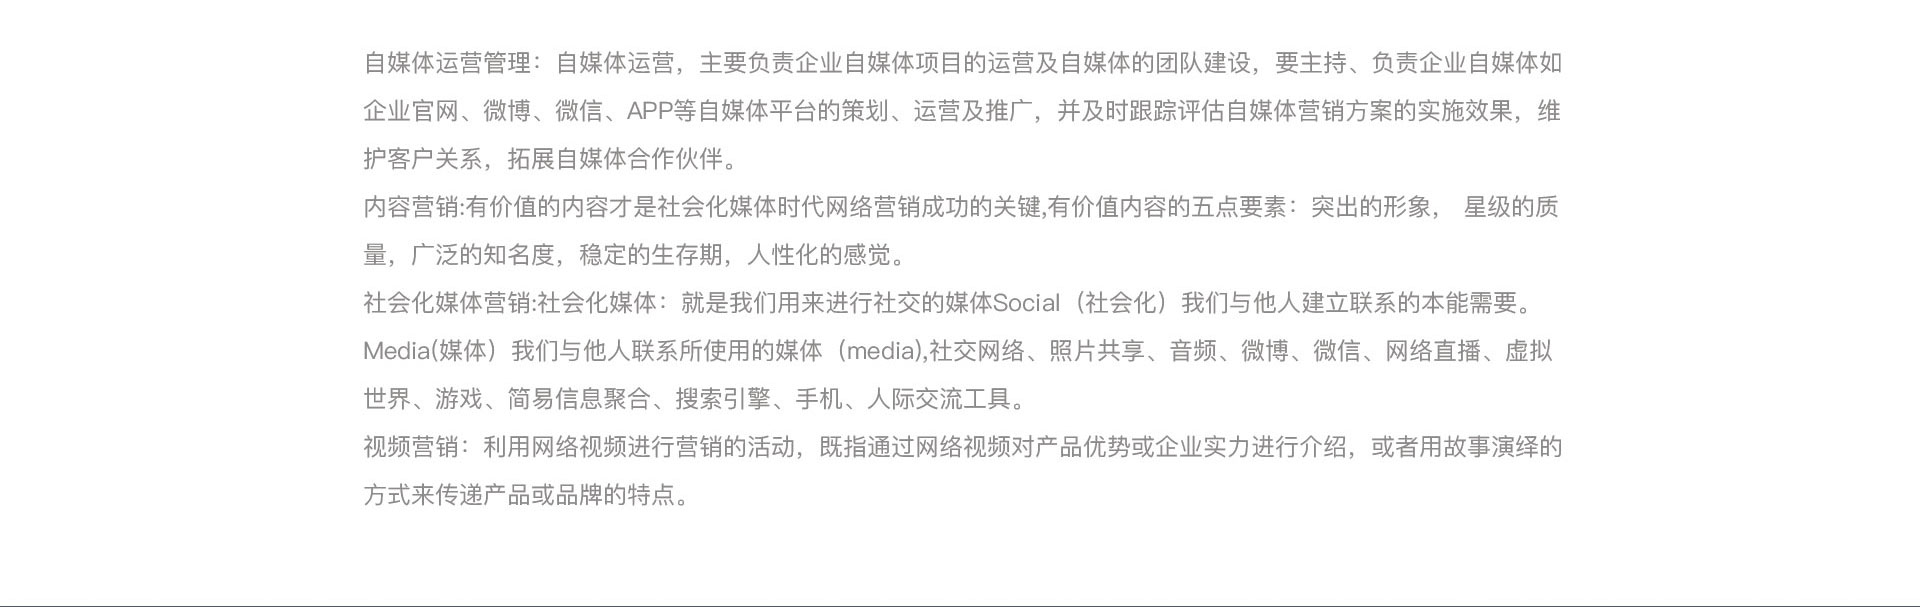 自媒体运营管理：自媒体运营，主要负责企业自媒体项目的运营及自媒体的团队建设，要主持、负责企业自媒体如
企业官网、微博、微信、APP等自媒体平台的策划、运营及推广，并及时跟踪评估自媒体营销方案的实施效果，维
护客户关系，拓展自媒体合作伙伴。
内容营销:有价值的内容才是社会化媒体时代网络营销成功的关键,有价值内容的五点要素：突出的形象， 星级的质
量，广泛的知名度，稳定的生存期，人性化的感觉。
社会化媒体营销:社会化媒体：就是我们用来进行社交的媒体Social（社会化）我们与他人建立联系的本能需要。
Media(媒体）我们与他人联系所使用的媒体（media),社交网络、照片共享、音频、微博、微信、网络直播、虚拟
世界、游戏、简易信息聚合、搜索引擎、手机、人际交流工具。
视频营销：利用网络视频进行营销的活动，既指通过网络视频对产品优势或企业实力进行介绍，或者用故事演绎的
方式来传递产品或品牌的特点。